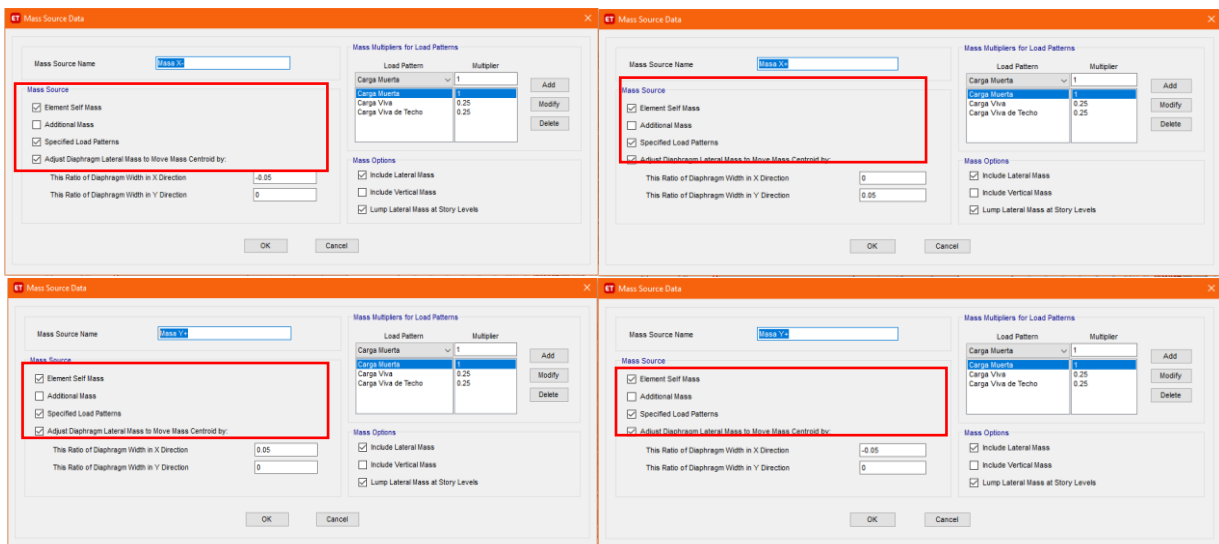 ET Mass Source Data
Mass Source Name Masa X+
Mass Source
Element Self Mass
Additional Mass
Specified Load Patterns
Adjust Diaphragm Lateral Mass to Move Mass Centroid by:
This Ratio of Diaphragm Width in X Direction -0.05
This Ratio of Diaphragm Width in Y Direction 0
Mass Multipliers for Load Patterns
Load Pattern Multiplier
Carga Muerta 1 Add
Carga Muerta 1
Carga Viva 0.25 Modify
Carga Viva de Techo 0.25
Delete
Mass Options
Include Lateral Mass
Include Vertical Mass
Lump Lateral Mass at Story Levels
OK Cancel
ET Mass Source Data
Mass Source Name Masa X+
Mass Source
Element Self Mass
Additional Mass
Specified Load Patterns
Adjust Diaphragm Lateral Mass to Move Mass Centroid by:
This Ratio of Diaphragm Width in X Direction 0
This Ratio of Diaphragm Width in Y Direction 0.05
Mass Multipliers for Load Patterns
Load Pattern Multiplier
Carga Muerta 1 Add
Carga Muerta 1
Carga Viva 0.25 Modify
Carga Viva de Techo 0.25
Delete
Mass Options
Include Lateral Mass
Include Vertical Mass
Lump Lateral Mass at Story Levels
OK Cancel
ET Mass Source Data
Mass Source Name Masa Y+
Mass Source
Element Self Mass
Additional Mass
Specified Load Patterns
Adjust Diaphragm Lateral Mass to Move Mass Centroid by:
This Ratio of Diaphragm Width in X Direction 0.05
This Ratio of Diaphragm Width in Y Direction 0
Mass Multipliers for Load Patterns
Load Pattern Multiplier
Carga Muerta 1 Add
Carga Muerta 1
Carga Viva 0.25 Modify
Carga Viva de Techo 0.25
Delete
Mass Options
Include Lateral Mass
Include Vertical Mass
Lump Lateral Mass at Story Levels
OK Cancel
ET Mass Source Data
Mass Source Name Masa Y+
Mass Source
Element Self Mass
Additional Mass
Specified Load Patterns
Adjust Diaphragm Lateral Mass to Move Mass Centroid by:
This Ratio of Diaphragm Width in X Direction -0.05
This Ratio of Diaphragm Width in Y Direction 0
Mass Multipliers for Load Patterns
Load Pattern Multiplier
Carga Muerta 1 Add
Carga Muerta 1
Carga Viva 0.25 Modify
Carga Viva de Techo 0.25
Delete
Mass Options
Include Lateral Mass
Include Vertical Mass
Lump Lateral Mass at Story Levels
OK Cancel